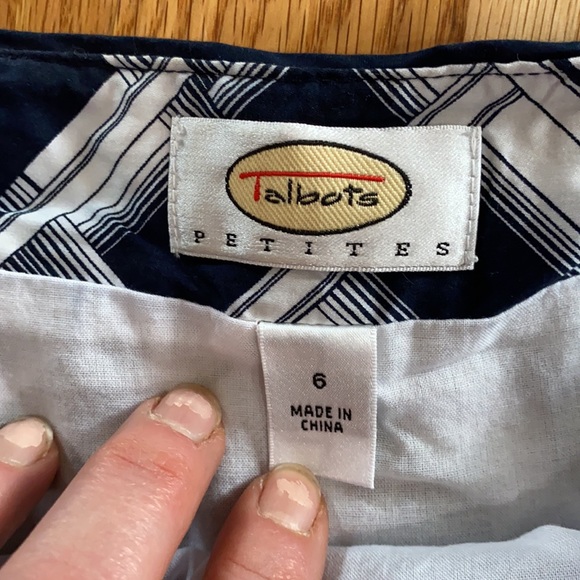 Talbots
PETITES
6
MADE IN
CHINA